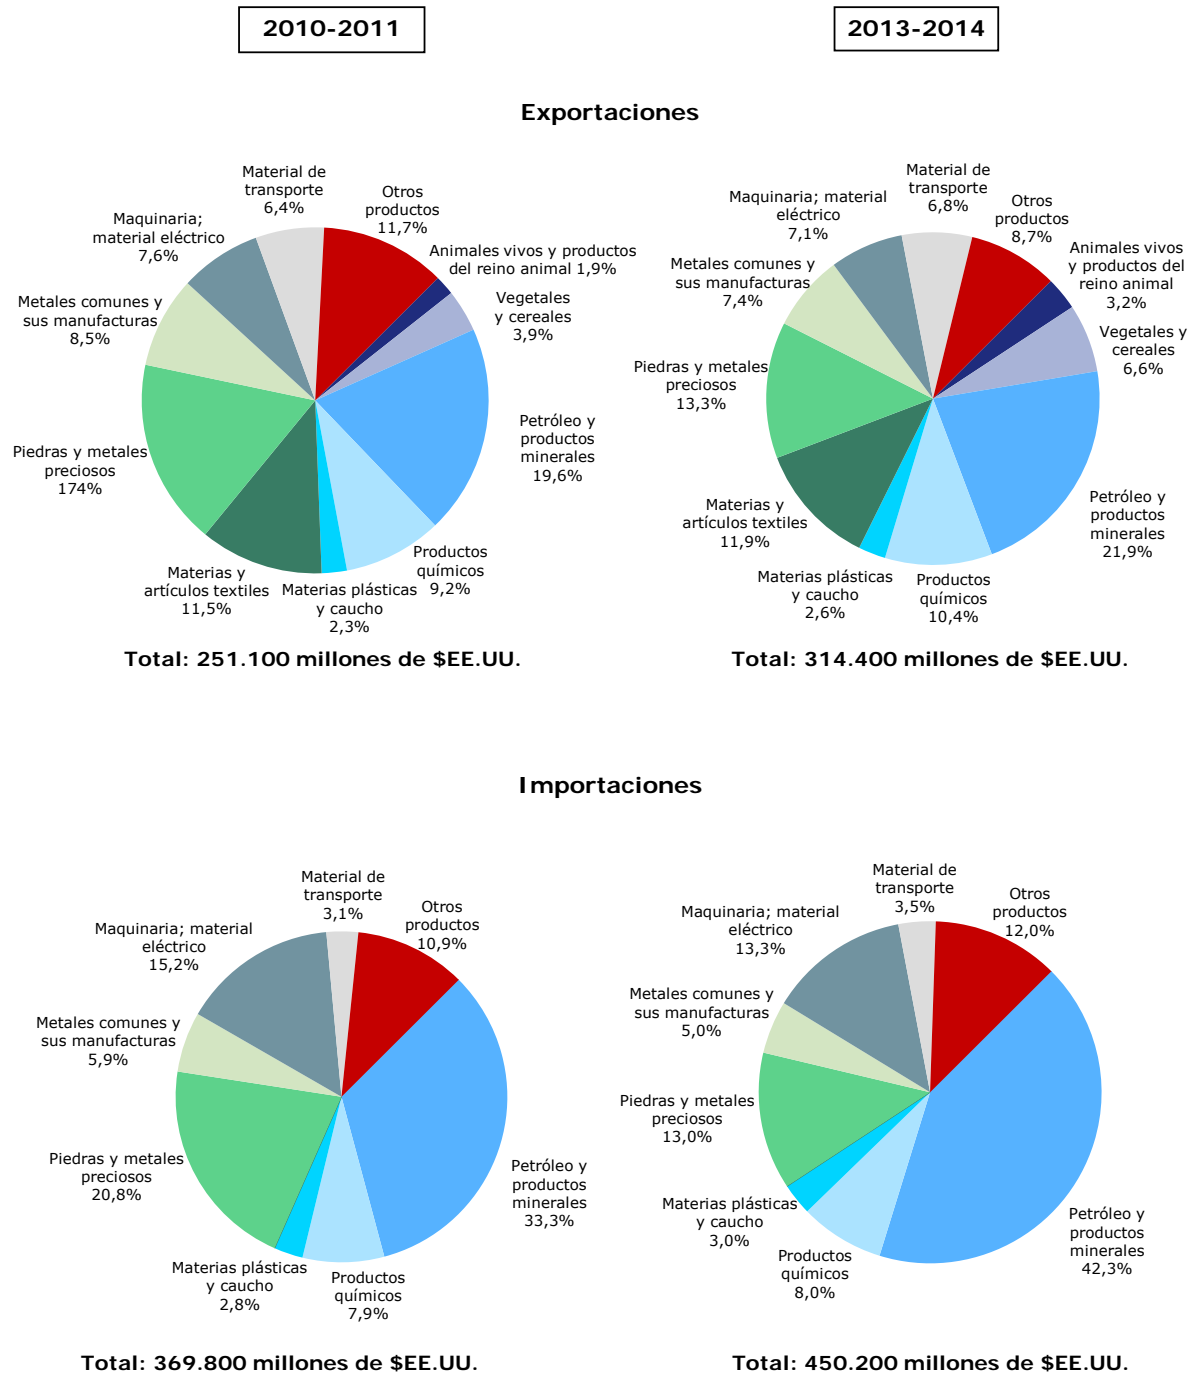 2010-2011
2013-2014
Exportaciones
Material de
transporte
6,4%
Otros
productos
11,7%
Animales vivos y productos
del reino animal 1,9%
Vegetales
y cereales
3,9%
Petróleo y
productos
minerales
19,6%
Productos
químicos
9,2%
Materias plásticas
y caucho
2,3%
Materias y
artículos textiles
11,5%
Piedras y metales
preciosos
174%
Metales comunes y
sus manufacturas
8,5%
Maquinaria;
material eléctrico
7,6%
Total: 251.100 millones de $EE.UU.
Material de
transporte
6,8%
Otros
productos
8,7%
Animales vivos
y productos del
reino animal
3,2%
Vegetales y
cereales
6,6%
Petróleo y
productos
minerales
21,9%
Productos
químicos
10,4%
Materias plásticas
y caucho
2,6%
Materias y
artículos textiles
11,9%
Piedras y metales
preciosos
13,3%
Metales comunes y
sus manufacturas
7,4%
Maquinaria; material
eléctrico
7,1%
Total: 314.400 millones de $EE.UU.
Importaciones
Material de
transporte
3,1%
Otros
productos
10,9%
Petróleo y
productos
minerales
33,3%
Productos
químicos
7,9%
Materias plásticas
y caucho
2,8%
Piedras y metales
preciosos
20,8%
Metales comunes y
sus manufacturas
5,9%
Maquinaria; material
eléctrico
15,2%
Total: 369.800 millones de $EE.UU.
Material de
transporte
3,5%
Otros
productos
12,0%
Petróleo y
productos
minerales
42,3%
Productos
químicos
8,0%
Materias plásticas
y caucho
3,0%
Piedras y metales
preciosos
13,0%
Metales comunes y
sus manufacturas
5,0%
Maquinaria; material
eléctrico
13,3%
Total: 450.200 millones de $EE.UU.